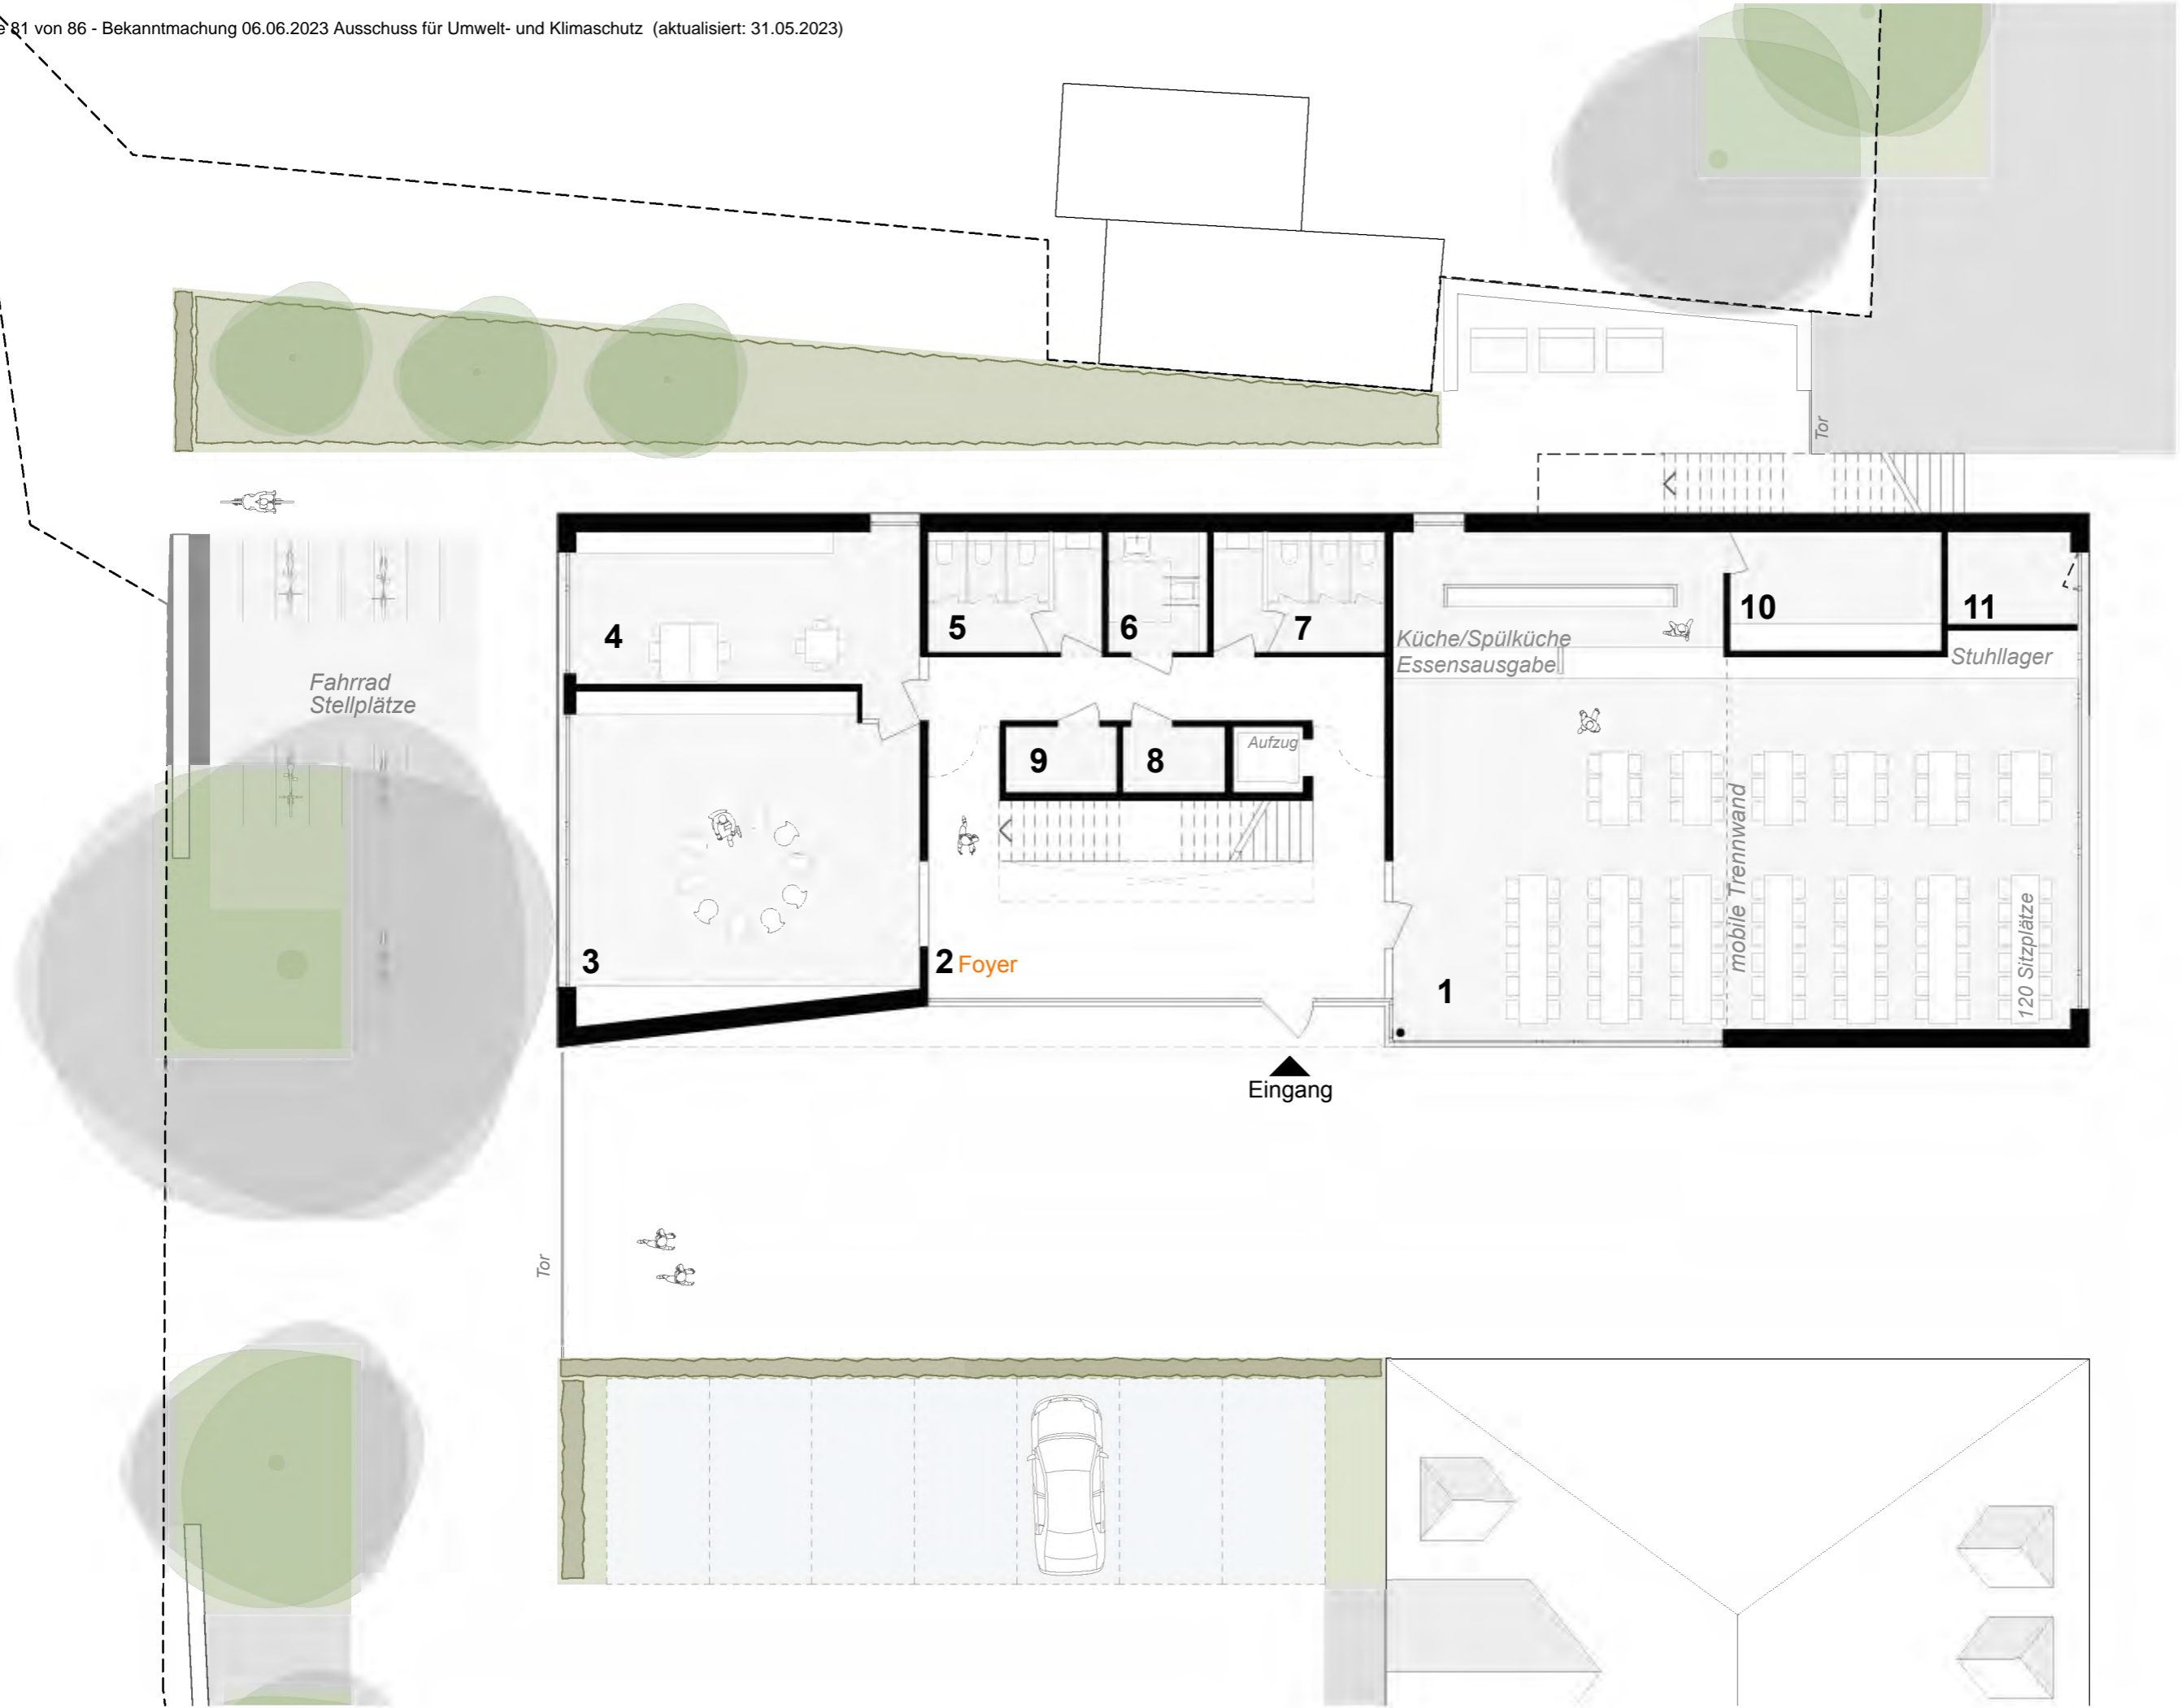 81 von 86 - Bekanntmachung 06.06.2023 Ausschuss für Umwelt- und Klimaschutz (aktualisiert: 31.05.2023)
Tor
4
5
6
7
10
11
Küche/Spülküche
Essensausgabe
Stuhllager
Fahrrad
Stellplätze
9
8
Aufzug
mobile Trennwand
120 Sitzplätze
3
2 Foyer
1
Eingang
Tor